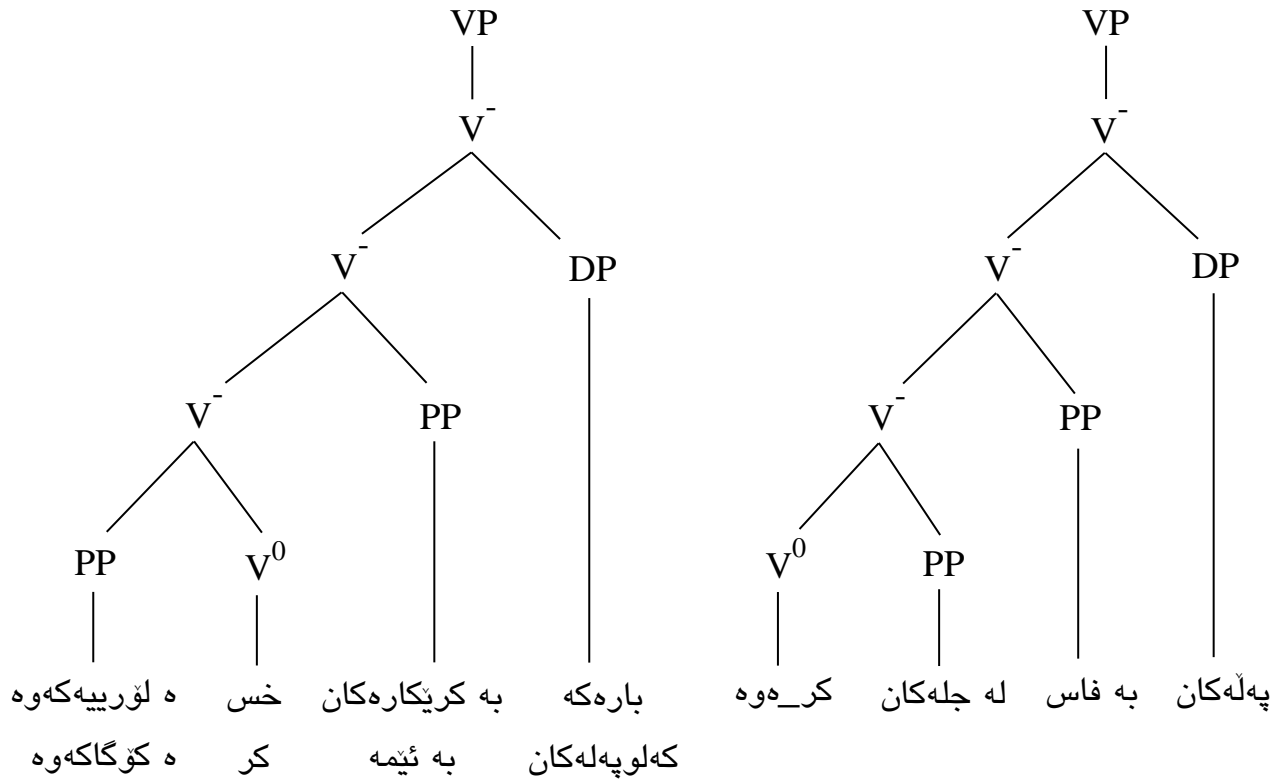 VP VP
V⁻ V⁻
V⁻ DP V⁻ DP
V⁻ PP V⁻ PP
PP V⁰ V⁰ PP
پەڵەکان بە فاس لە جلەکان کر_ەوە بارەکە بە کرێکارەکان خس ە لۆرییەکەوە
کەلوپەلەکان بە ئێمە کر ە کۆگاکەوە